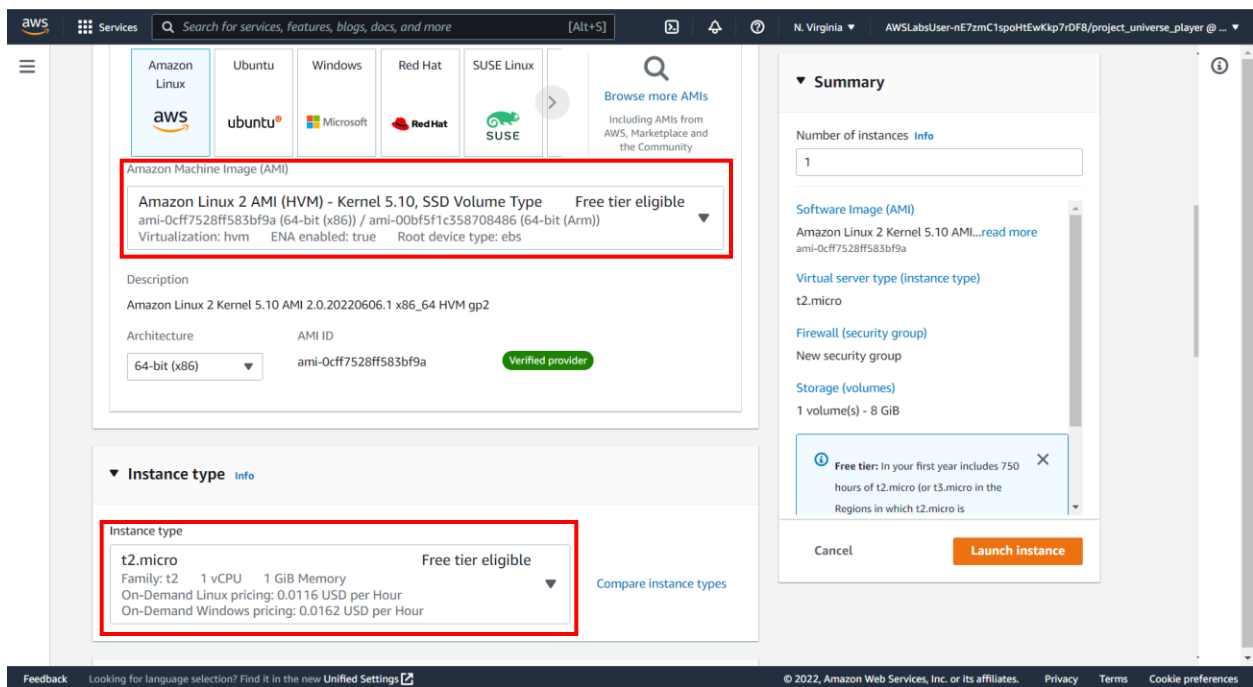 aws
Services
Search for services, features, blogs, docs, and more
[Alt+S]
N. Virginia ▼
AWSLabsUser-nE7zmC1spoHtEwKkp7rDF8/project_universe_player @ ... ▼
Amazon Linux
aws
Ubuntu
ubuntu®
Windows
Microsoft
Red Hat
Red Hat
SUSE Linux
SUSE
Browse more AMIs
Including AMIs from
AWS, Marketplace and
the Community
Amazon Machine Image (AMI)
Amazon Linux 2 AMI (HVM) - Kernel 5.10, SSD Volume Type Free tier eligible
ami-0cff7528ff583bf9a (64-bit (x86)) / ami-00bf5f1c358708486 (64-bit (Arm))
Virtualization: hvm ENA enabled: true Root device type: ebs
Description
Amazon Linux 2 Kernel 5.10 AMI 2.0.20220606.1 x86_64 HVM gp2
Architecture
AMI ID
64-bit (x86)
ami-0cff7528ff583bf9a
Verified provider
Instance type Info
Instance type
t2.micro Free tier eligible
Family: t2 1 vCPU 1 GiB Memory
On-Demand Linux pricing: 0.0116 USD per Hour
On-Demand Windows pricing: 0.0162 USD per Hour
Compare instance types
Summary
Number of instances Info
1
Software Image (AMI)
Amazon Linux 2 Kernel 5.10 AMI...read more
ami-0cff7528ff583bf9a
Virtual server type (instance type)
t2.micro
Firewall (security group)
New security group
Storage (volumes)
1 volume(s) - 8 GiB
Free tier: In your first year includes 750
hours of t2.micro (or t3.micro in the
Regions in which t2.micro is
Cancel
Launch instance
Feedback
Looking for language selection? Find it in the new Unified Settings
© 2022, Amazon Web Services, Inc. or its affiliates.
Privacy
Terms
Cookie preferences